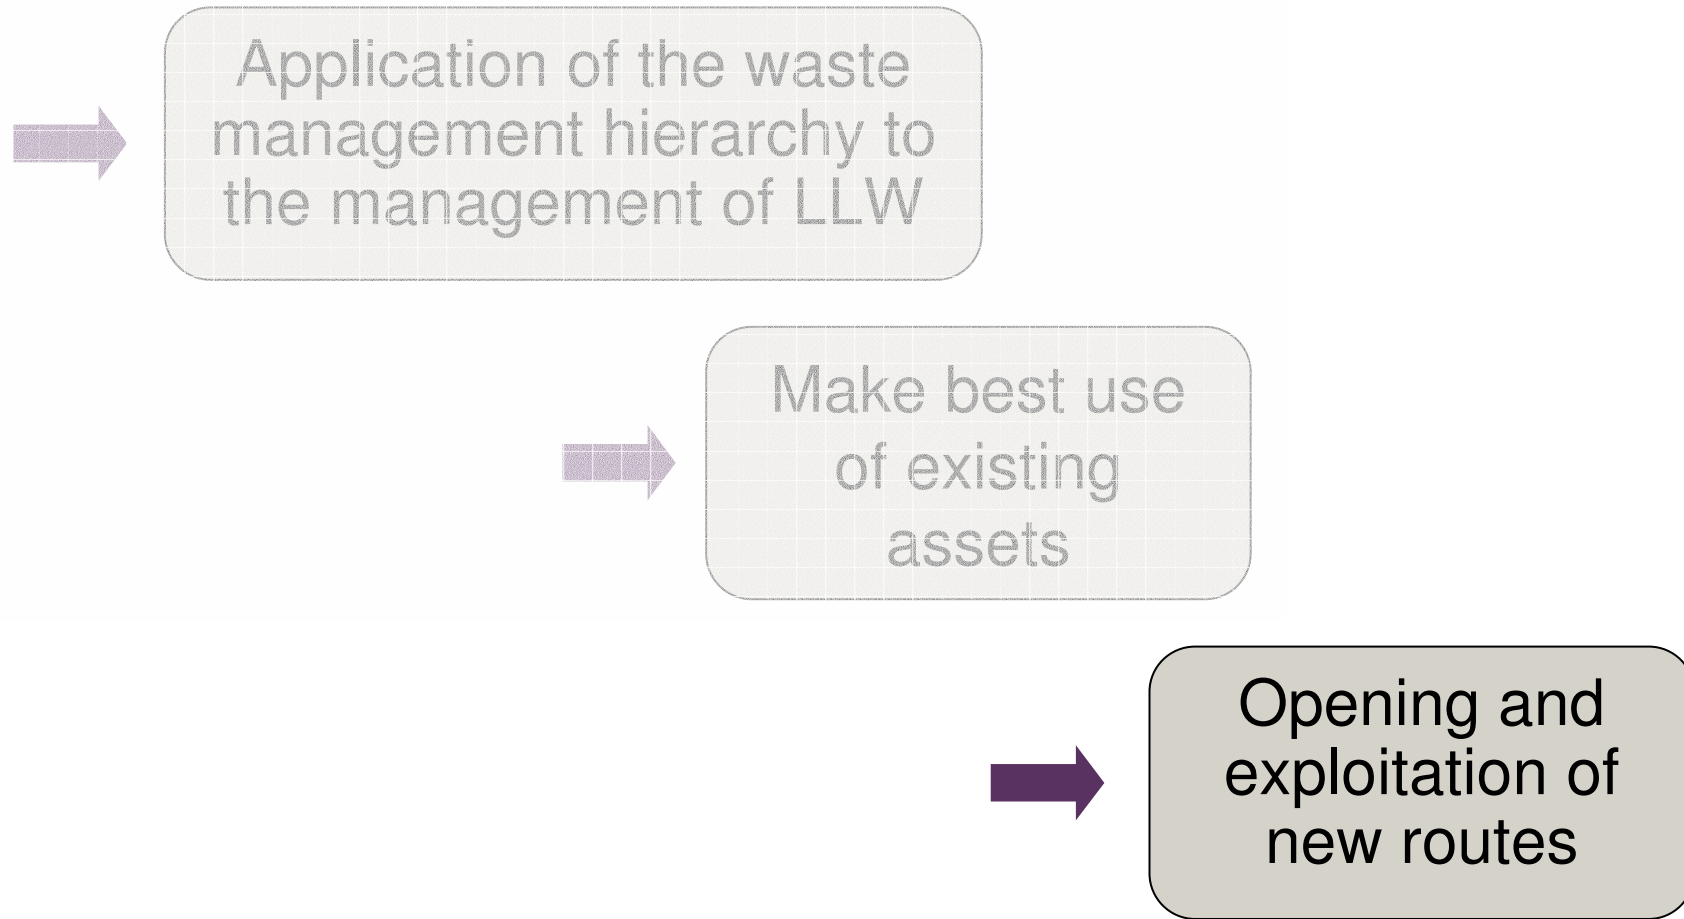 Application of the waste
management hierarchy to
the management of LLW
Make best use
of existing
assets
Opening and
exploitation of
new routes